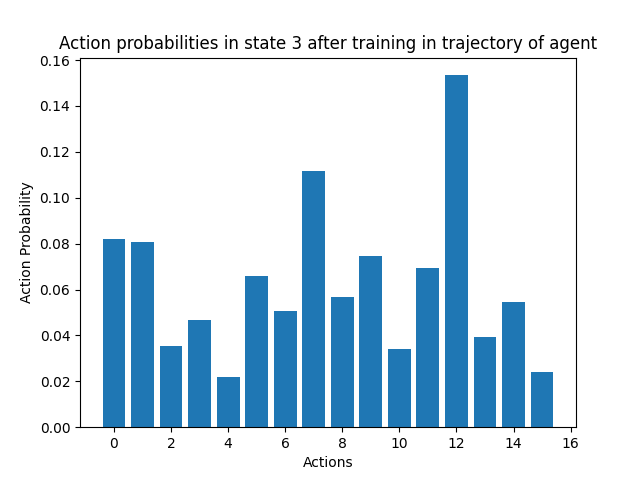 Action probabilities in state 3 after training in trajectory of agent
0.16
0.14
0.12
0.10
0.08
0.06
0.04
0.02
0.00
Action Probability
0 2 4 6 8 10 12 14 16
Actions